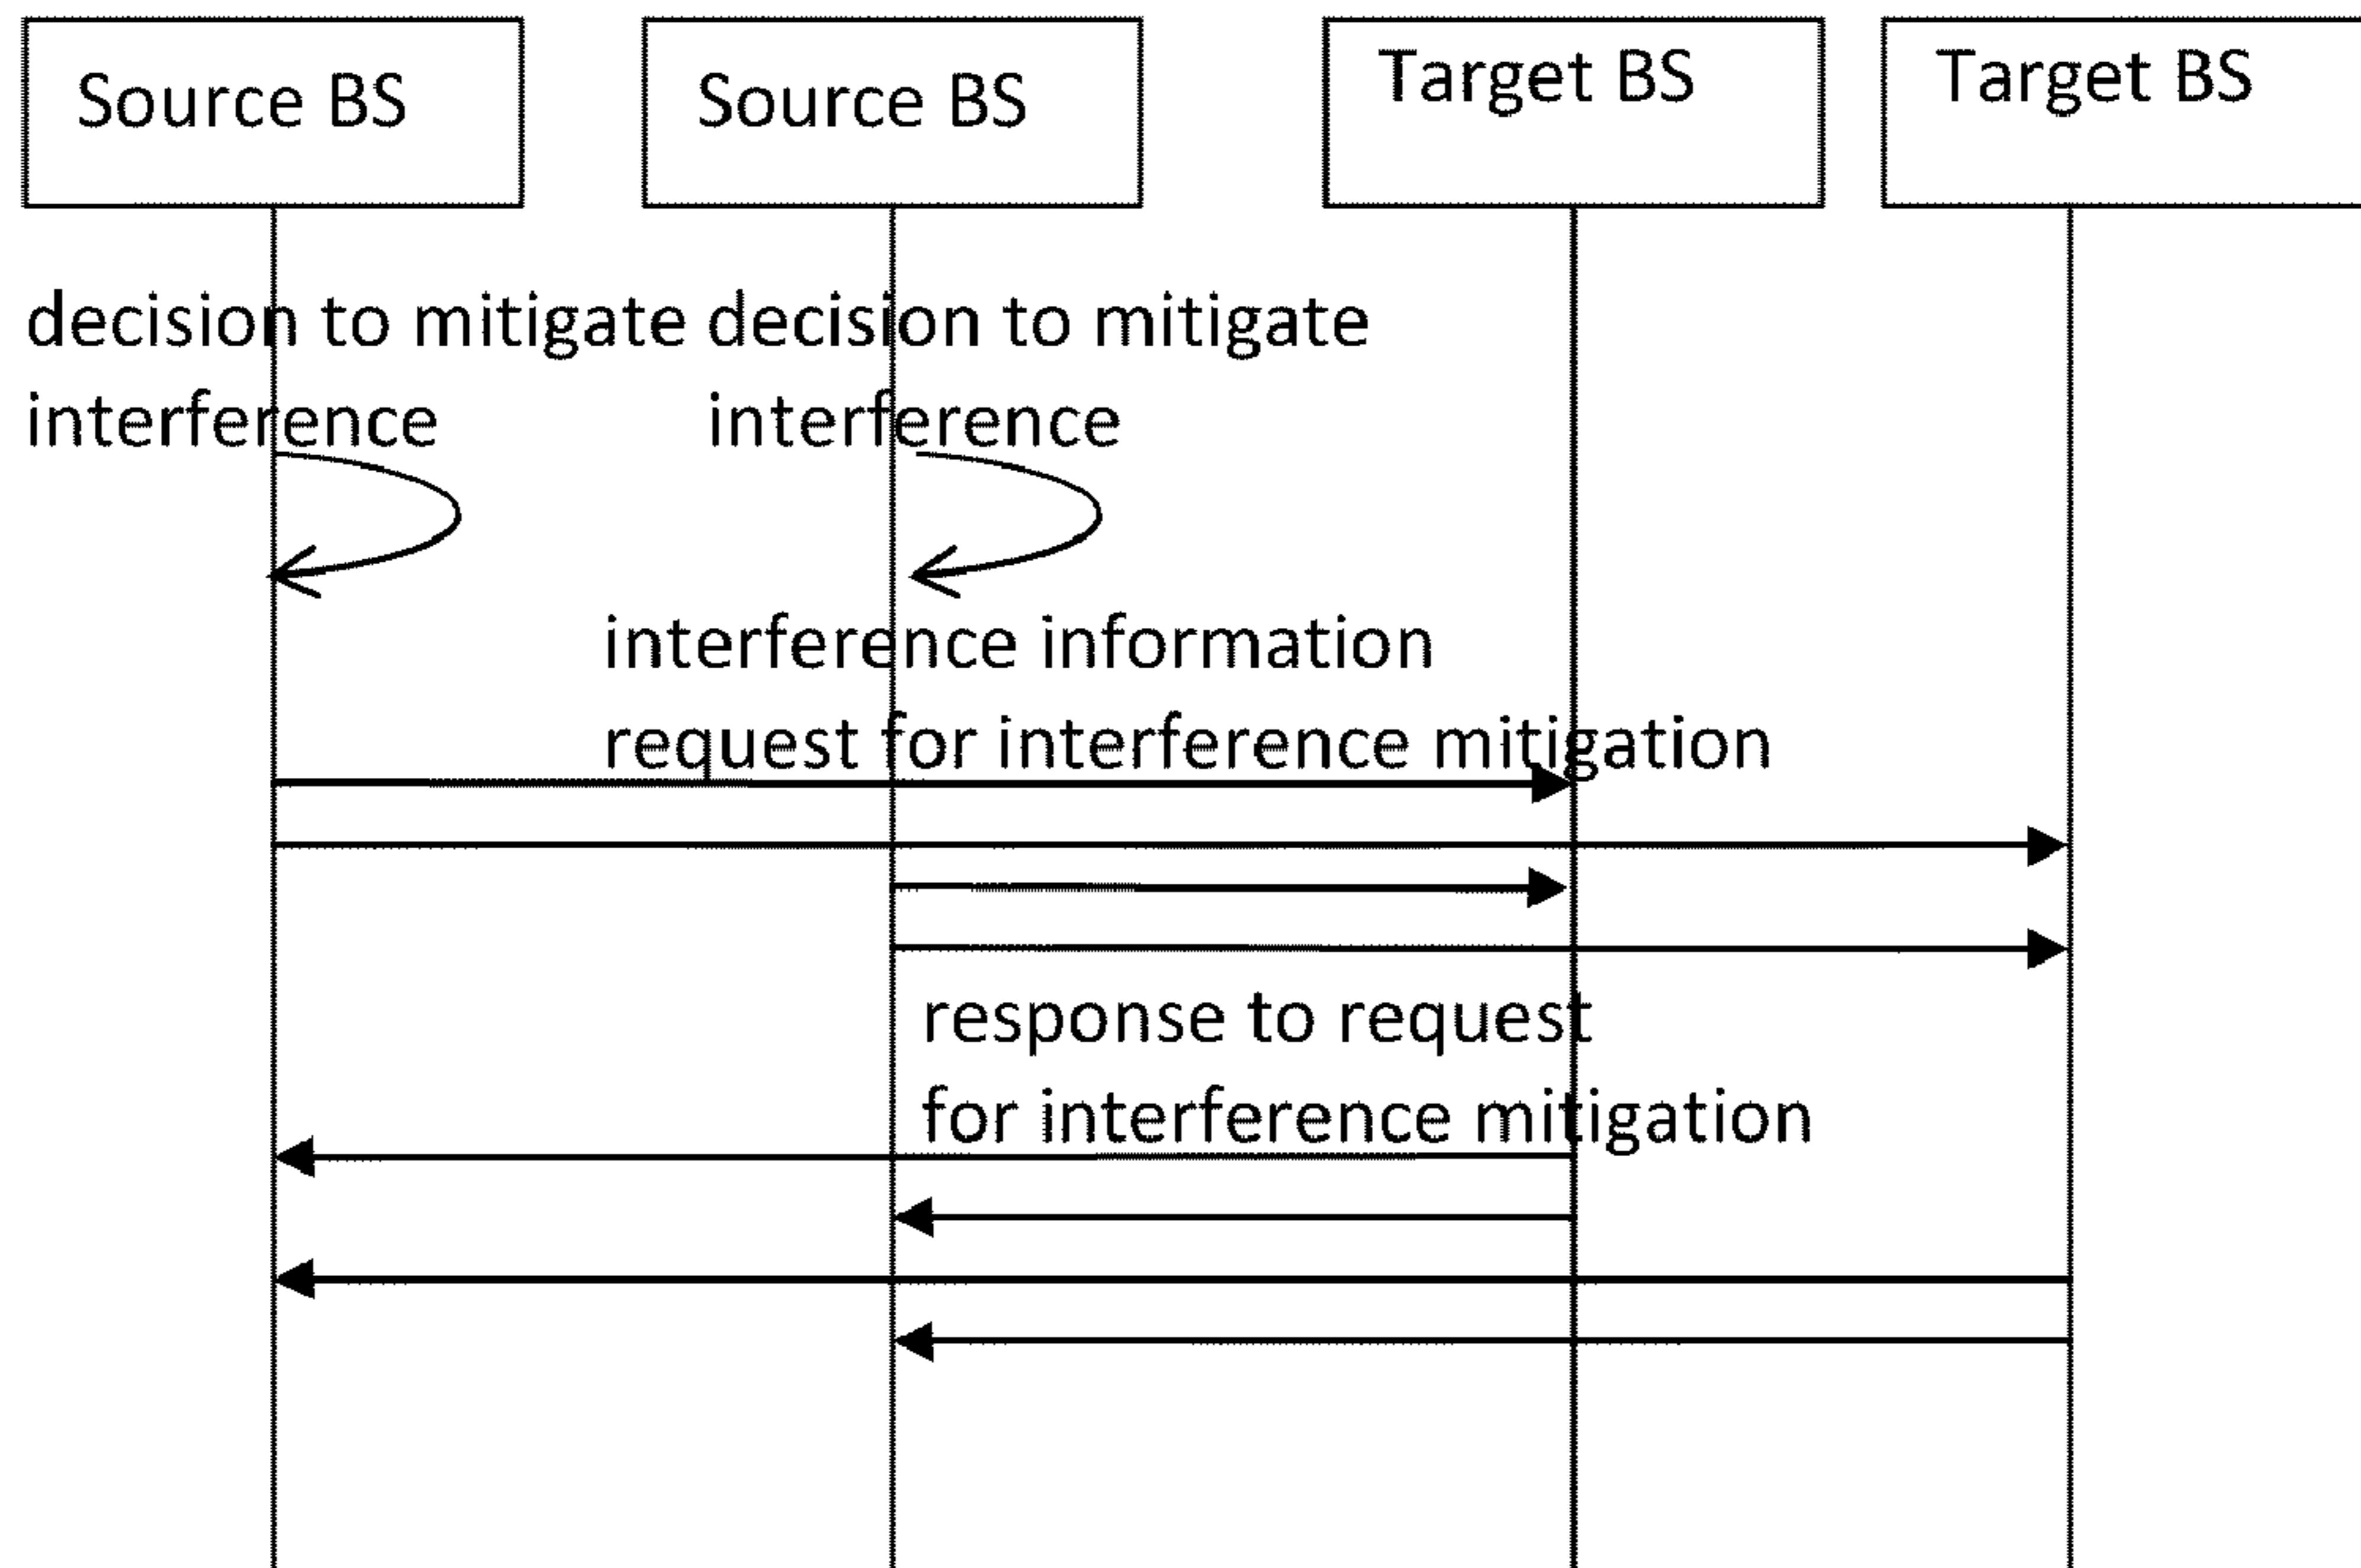 Source BS
Source BS
Target BS
Target BS
decision to mitigate
interference
decision to mitigate
interference
interference information
request for interference mitigation
response to request
for interference mitigation